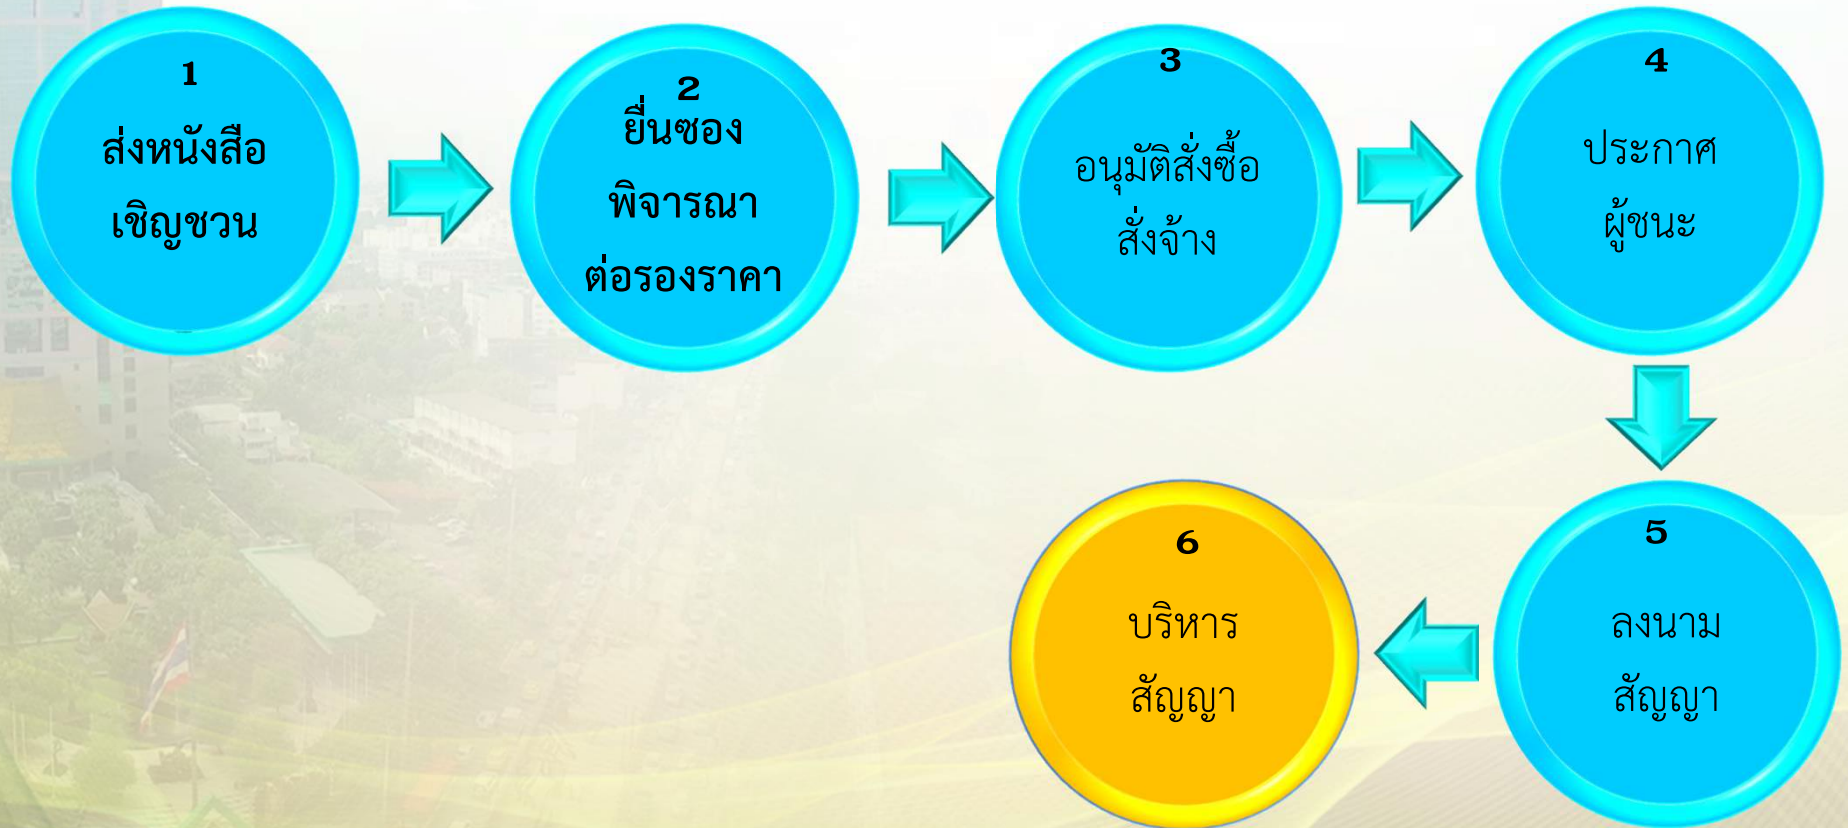 1
ส่งหนังสือ
เชิญชวน
2
ยื่นซอง
พิจารณา
ต่อรองราคา
3
อนุมัติสั่งซื้อ
สั่งจ้าง
4
ประกาศ
ผู้ชนะ
5
ลงนาม
สัญญา
6
บริหาร
สัญญา